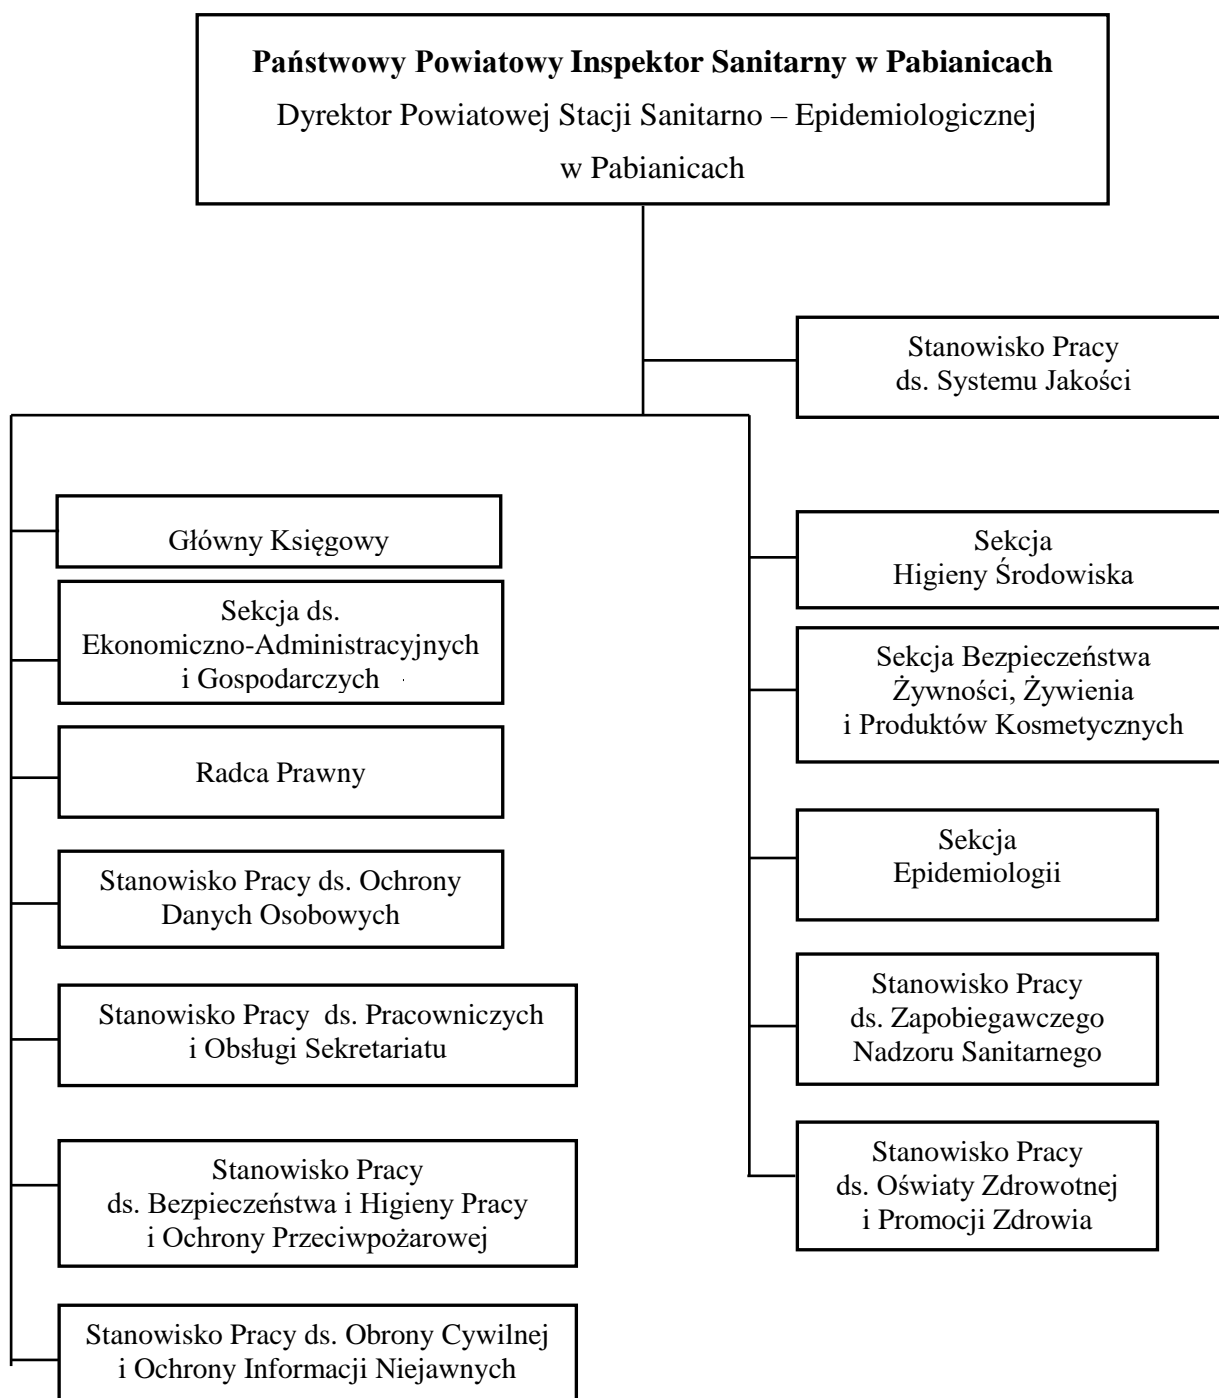 Państwowy Powiatowy Inspektor Sanitarny w Pabianicach
Dyrektor Powiatowej Stacji Sanitarno – Epidemiologicznej
w Pabianicach
Stanowisko Pracy
ds. Systemu Jakości
Główny Księgowy
Sekcja ds.
Ekonomiczno-Administracyjnych
i Gospodarczych
Radca Prawny
Stanowisko Pracy ds. Ochrony
Danych Osobowych
Stanowisko Pracy ds. Pracowniczych
i Obsługi Sekretariatu
Stanowisko Pracy
ds. Bezpieczeństwa i Higieny Pracy
i Ochrony Przeciwpożarowej
Stanowisko Pracy ds. Obrony Cywilnej
i Ochrony Informacji Niejawnych
Sekcja
Higieny Środowiska
Sekcja Bezpieczeństwa
Żywności, Żywienia
i Produktów Kosmetycznych
Sekcja
Epidemiologii
Stanowisko Pracy
ds. Zapobiegawczego
Nadzoru Sanitarnego
Stanowisko Pracy
ds. Oświaty Zdrowotnej
i Promocji Zdrowia